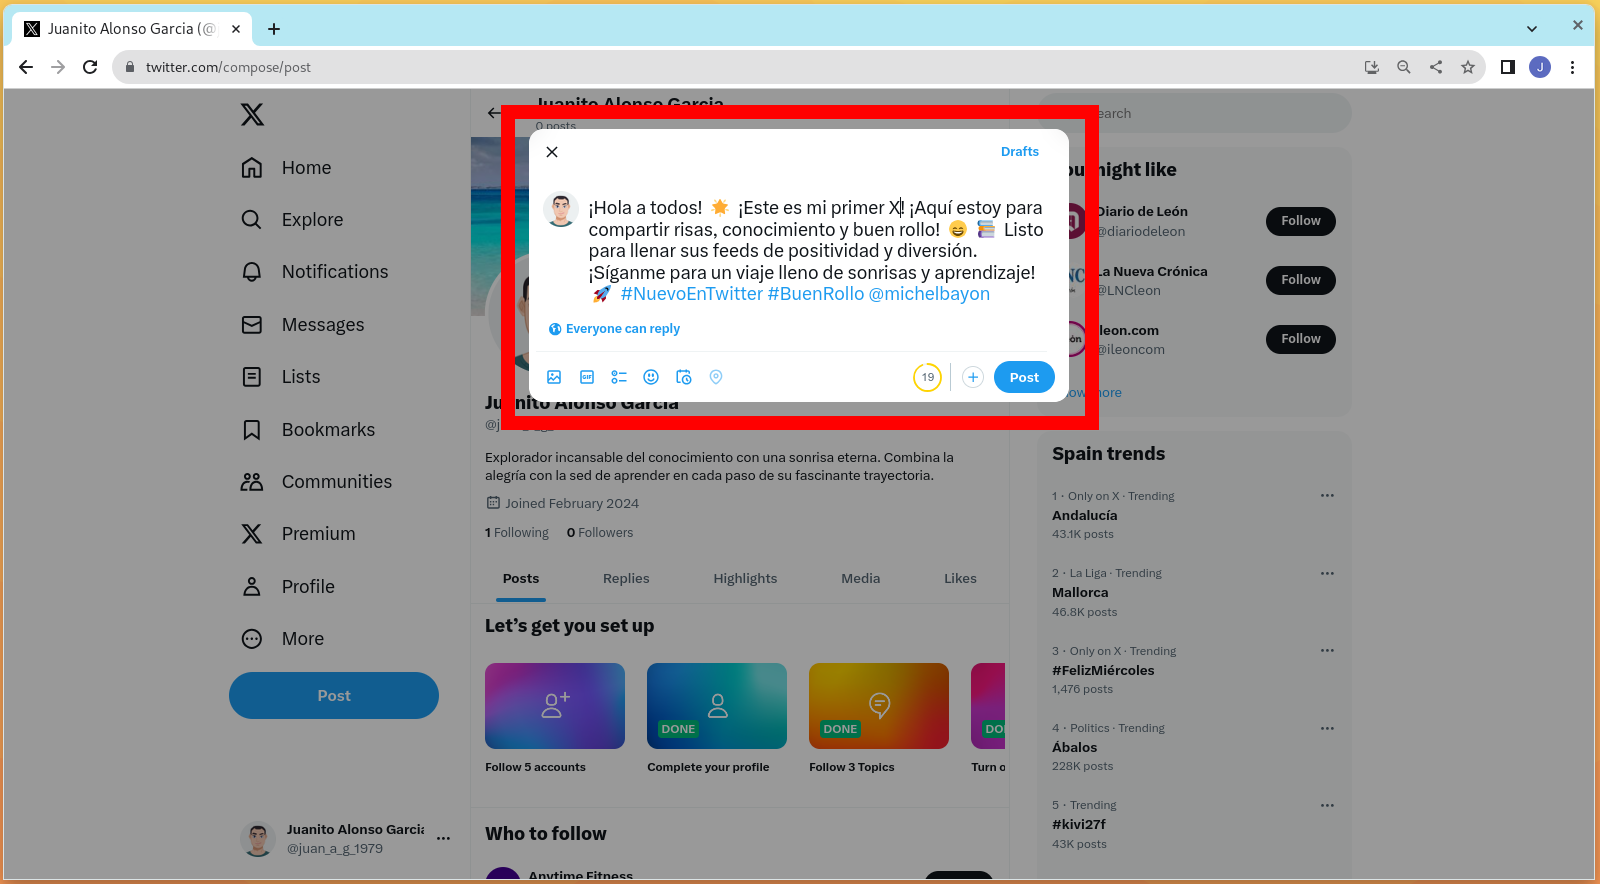 Juanito Alonso Garcia (@
twitter.com/compose/post
J
Home
Explore
Notifications
Messages
Lists
Bookmarks
Communities
Premium
Profile
More
Post
Juanito Alonso Garcia
@juan_a_g_1979
Juanito Alonso Garcia
0 posts
Drafts
¡Hola a todos! 🌟 ¡Este es mi primer X! ¡Aquí estoy para
compartir risas, conocimiento y buen rollo! 😄 📚 Listo
para llenar sus feeds de positividad y diversión.
¡Síganme para un viaje lleno de sonrisas y aprendizaje!
🚀 #NuevoEnTwitter #BuenRollo @michelbayon
Everyone can reply
GIF
19
Post
Juanito Alonso Garcia
Explorador incansable del conocimiento con una sonrisa eterna. Combina la
alegría con la sed de aprender en cada paso de su fascinante trayectoria.
Joined February 2024
1 Following 0 Followers
Posts Replies Highlights Media Likes
Let's get you set up
DONE
DONE
DO
Follow 5 accounts
Complete your profile
Follow 3 Topics
Turn o
Who to follow
Anytime Fitness
earch
ou might like
Diario de León
@diariodeleon
Follow
La Nueva Crónica
@LNCleon
Follow
ileon.com
@ileoncom
Follow
ow more
Spain trends
1 · Only on X · Trending
Andalucía
43.1K posts
2 · La Liga · Trending
Mallorca
46.8K posts
3 · Only on X · Trending
#FelizMiércoles
1,476 posts
4 · Politics · Trending
Ábalos
228K posts
5 · Trending
#kivi27f
43K posts